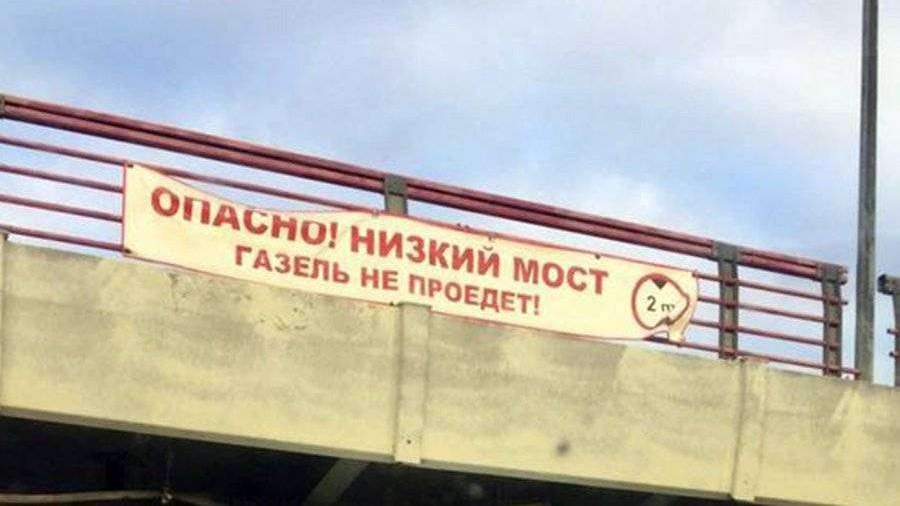 ОПАСНО! НИЗКИЙ МОСТ
ГАЗЕЛЬ НЕ ПРОЕДЕТ!
2